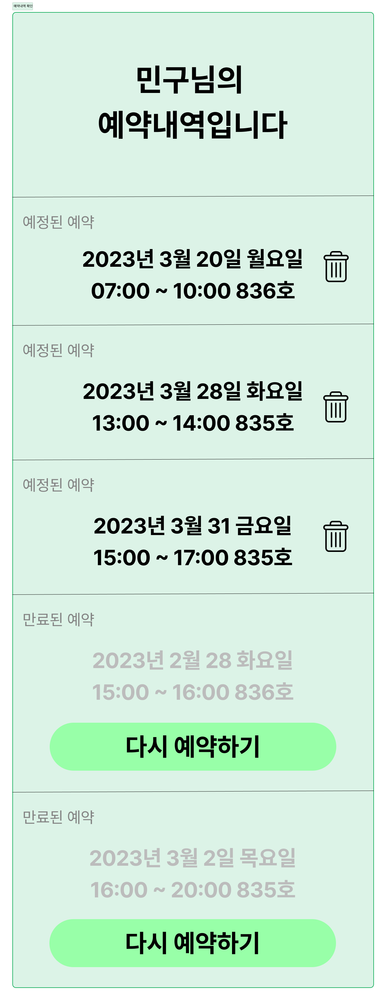 예약내역 확인
민구님의
예약내역입니다
예정된 예약
2023년 3월 20일 월요일
07:00 ~ 10:00 836호
예정된 예약
2023년 3월 28일 화요일
13:00 ~ 14:00 835호
예정된 예약
2023년 3월 31 금요일
15:00 ~ 17:00 835호
만료된 예약
2023년 2월 28 화요일
15:00 ~ 16:00 836호
다시 예약하기
만료된 예약
2023년 3월 2일 목요일
16:00 ~ 20:00 835호
다시 예약하기